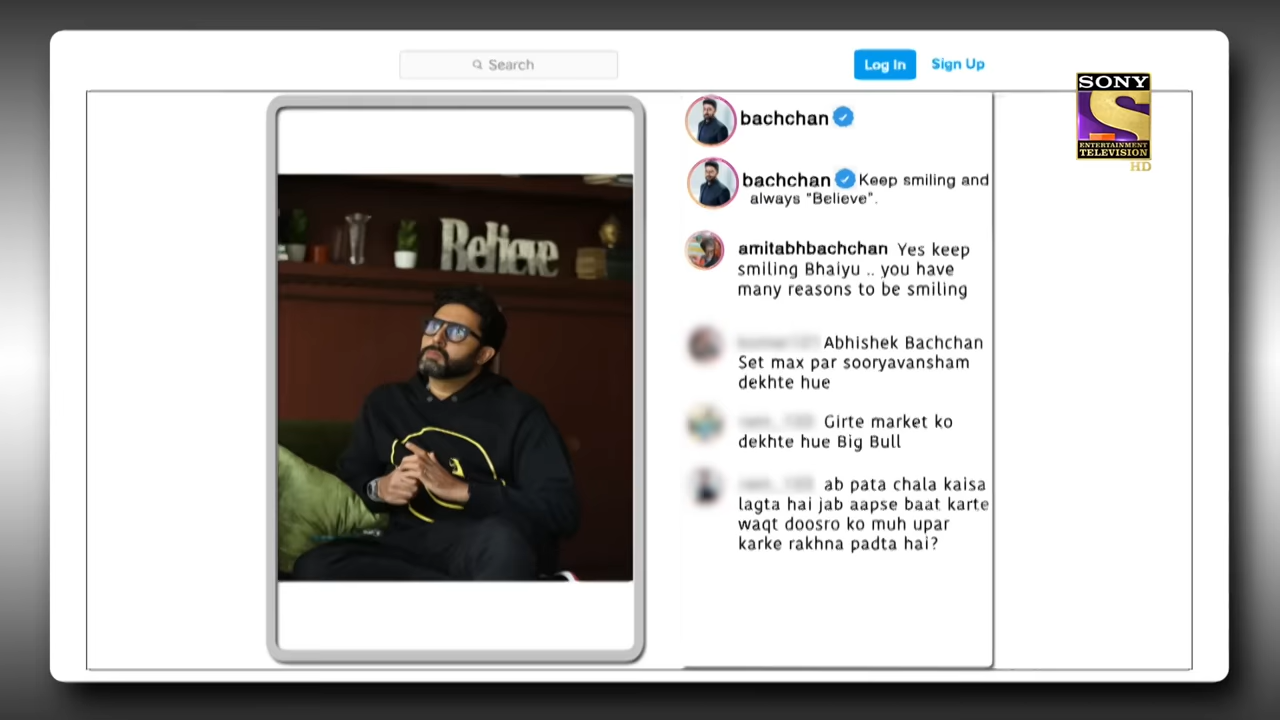 Search
Log In
Sign Up
SONY
S
ENTERTAINMENT
TELEVISION
HD
Believe
bachchan
bachchan Keep smiling and
always “Believe”.
amitabhbachchan Yes keep
smiling Bhaiyu .. you have
many reasons to be smiling
Abhishek Bachchan
Set max par sooryavansham
dekhte hue
Girte market ko
dekhte hue Big Bull
ab pata chala kaisa
lagta hai jab aapse baat karte
waqt doosro ko muh upar
karke rakhna padta hai?